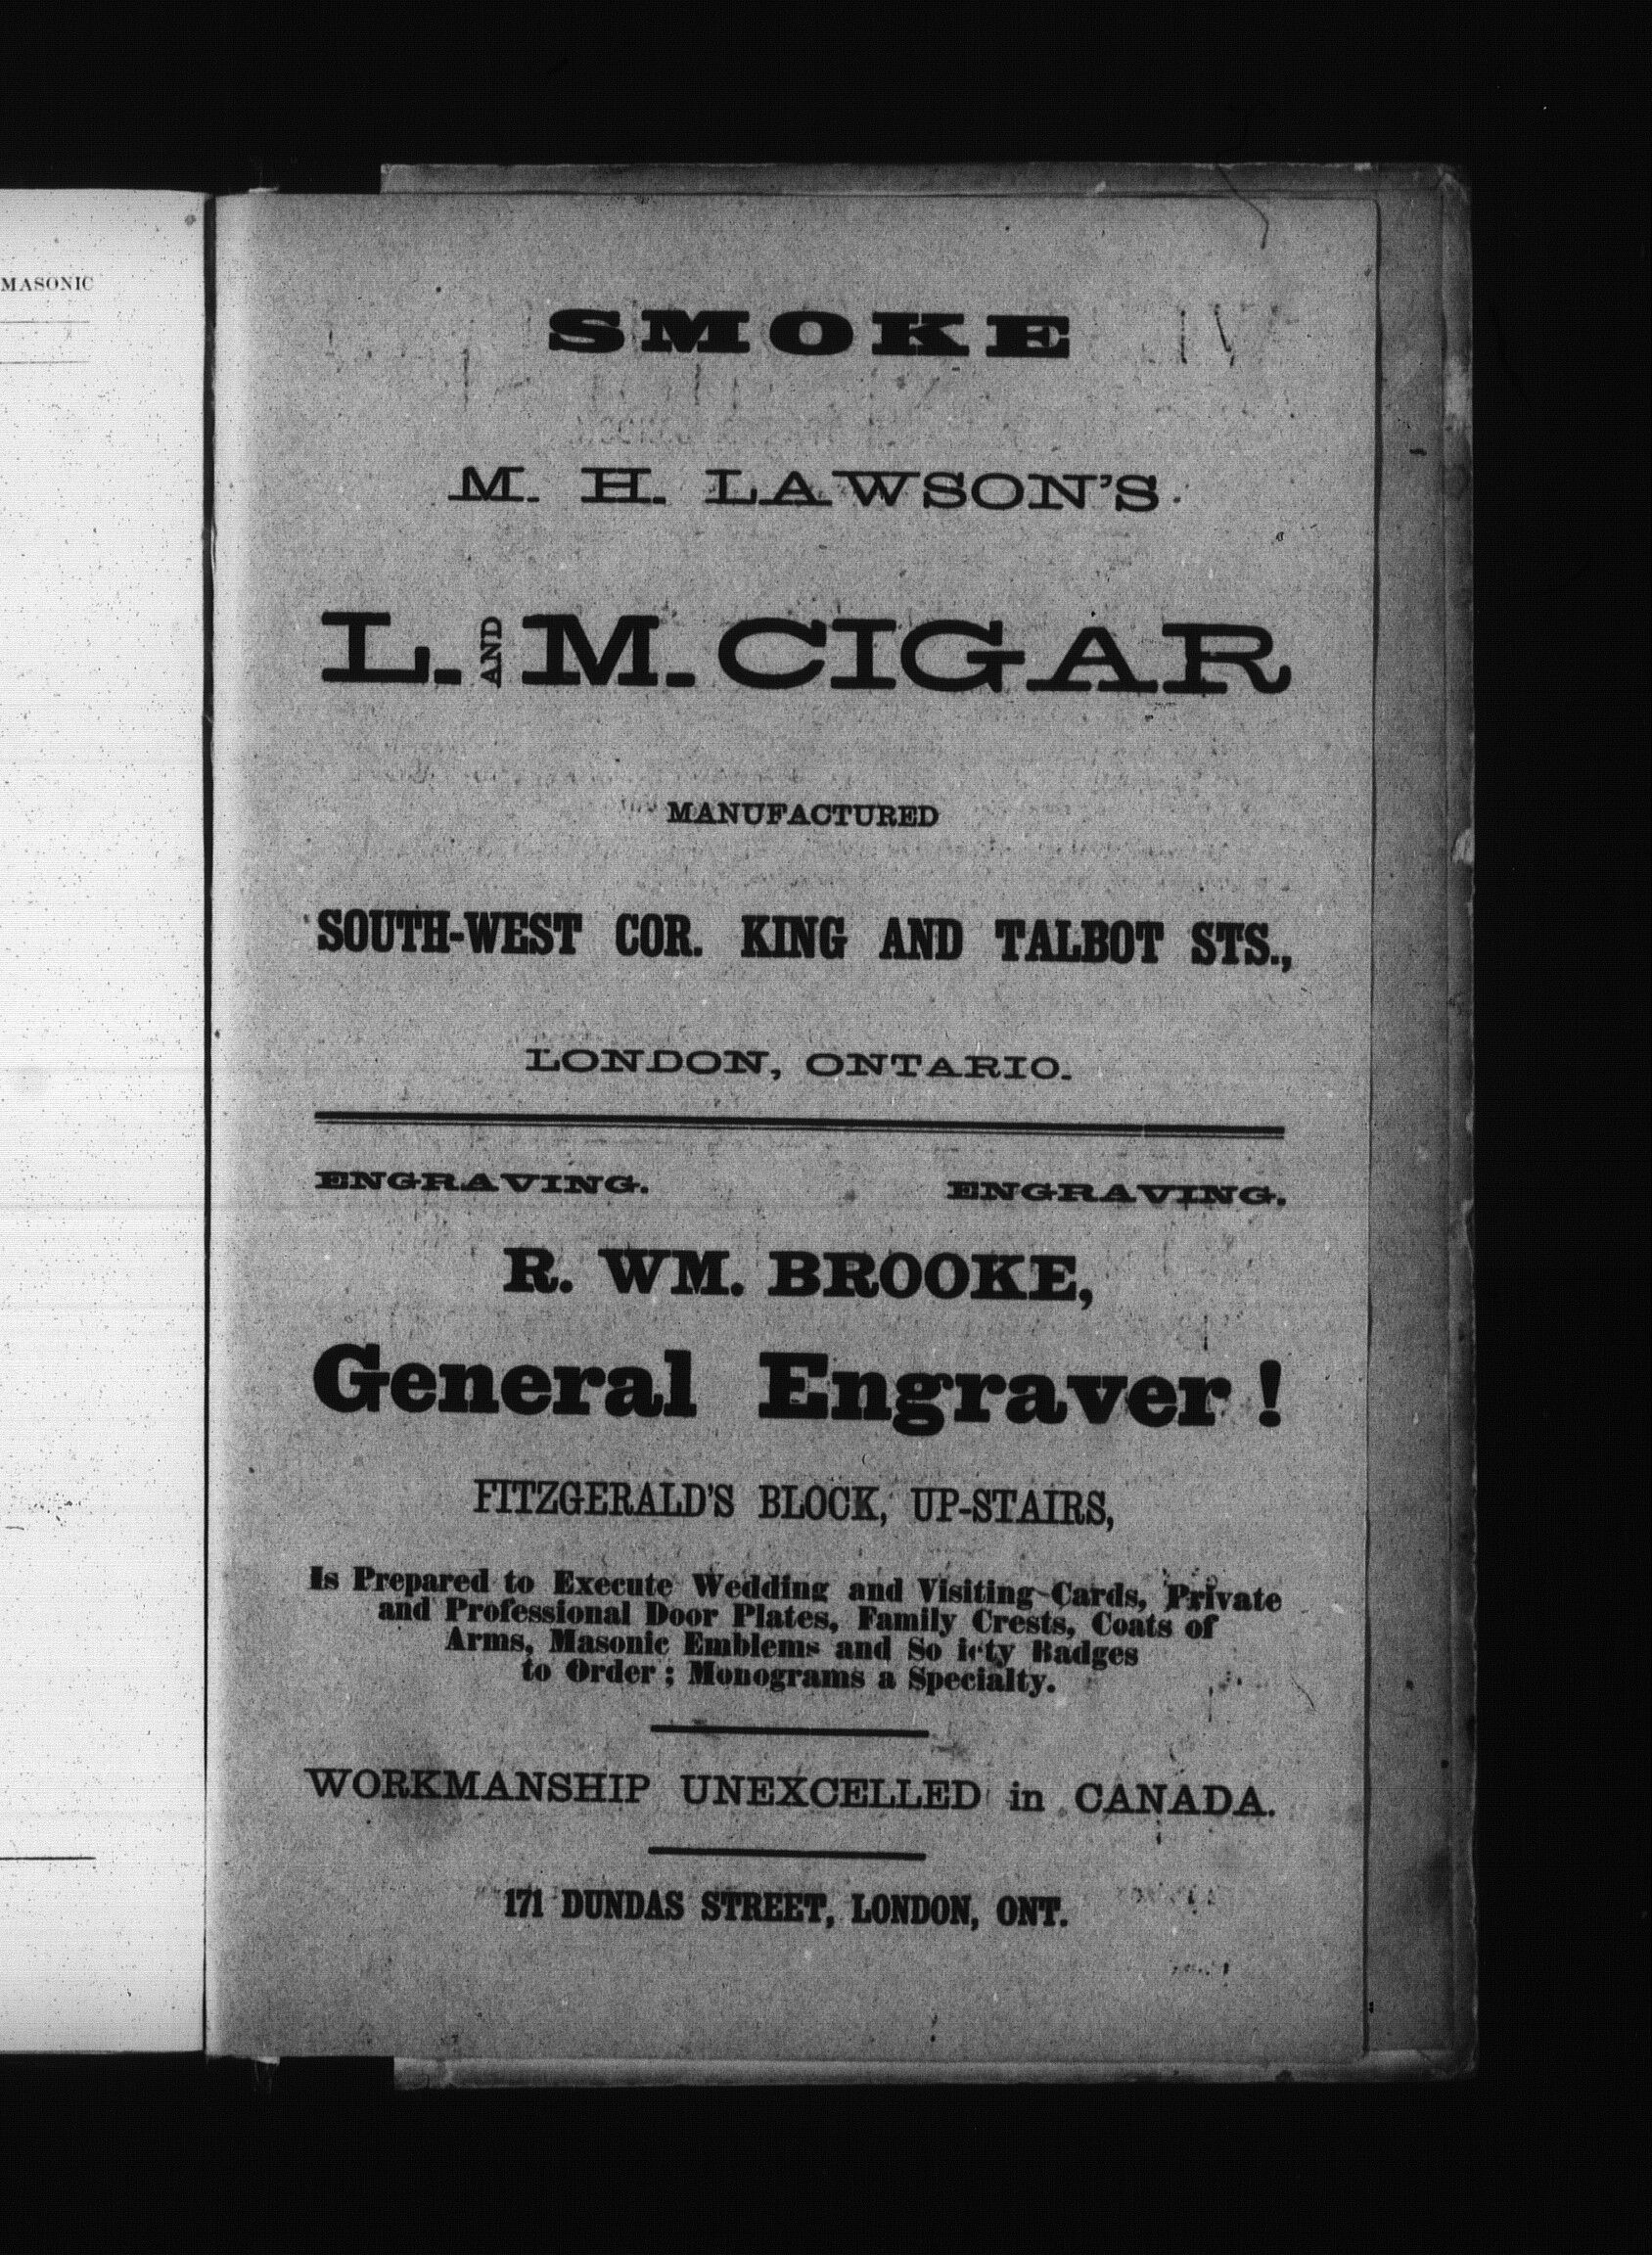 MASONIC
SMOKE
M. H. LAWSON'S
L. AND M. CIGAR
MANUFACTURED
SOUTH-WEST COR. KING AND TALBOT STS.,
LONDON, ONTARIO.
ENGRAVING. ENGRAVING.
R. WM. BROOKE,
General Engraver!
FITZGERALD'S BLOCK, UP-STAIRS,
Is Prepared to Execute Wedding and Visiting Cards, Private
and Professional Door Plates, Family Crests, Coats of
Arms, Masonic Emblems and So iety Badges
to Order; Monograms a Specialty.
WORKMANSHIP UNEXCELLED in CANADA.
171 DUNDAS STREET, LONDON, ONT.